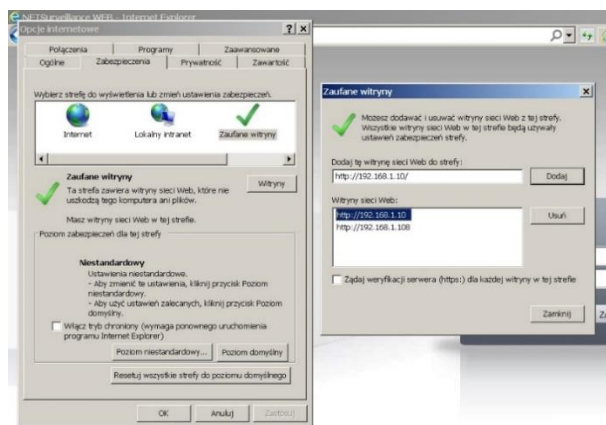 NETSurveillance WEB - Internet Explorer
Opcje internetowe
Połączenia Programy Zaawansowane
Ogólne Zabezpieczenia Prywatność Zawartość
Wybierz strefę do wyświetlenia lub zmień ustawienia zabezpieczeń.
Internet Lokalny intranet Zaufane witryny
Zaufane witryny
Ta strefa zawiera witryny sieci Web, które nie
uszkodzą tego komputera ani plików.
Witryny
Masz witryny sieci Web w tej strefie.
Poziom zabezpieczeń dla tej strefy
Niestandardowy
Ustawienia niestandardowe.
- Aby zmienić te ustawienia, kliknij przycisk Poziom
niestandardowy.
- Aby użyć ustawień zalecanych, kliknij przycisk Poziom
domyślny.
Włącz tryb chroniony (wymaga ponownego uruchomienia
programu Internet Explorer)
Poziom niestandardowy... Poziom domyślny
Resetuj wszystkie strefy do poziomu domyślnego
OK Anuluj Zastosuj
Zaufane witryny
Możesz dodawać i usuwać witryny sieci Web z tej strefy.
Wszystkie witryny sieci Web w tej strefie będą używały
ustawień zabezpieczeń strefy.
Dodaj tę witrynę sieci Web do strefy:
http://192.168.1.10/ Dodaj
Witryny sieci Web:
http://192.168.1.10 Usuń
http://192.168.1.108
Żądaj weryfikacji serwera (https:) dla każdej witryny w tej strefie
Zamknij